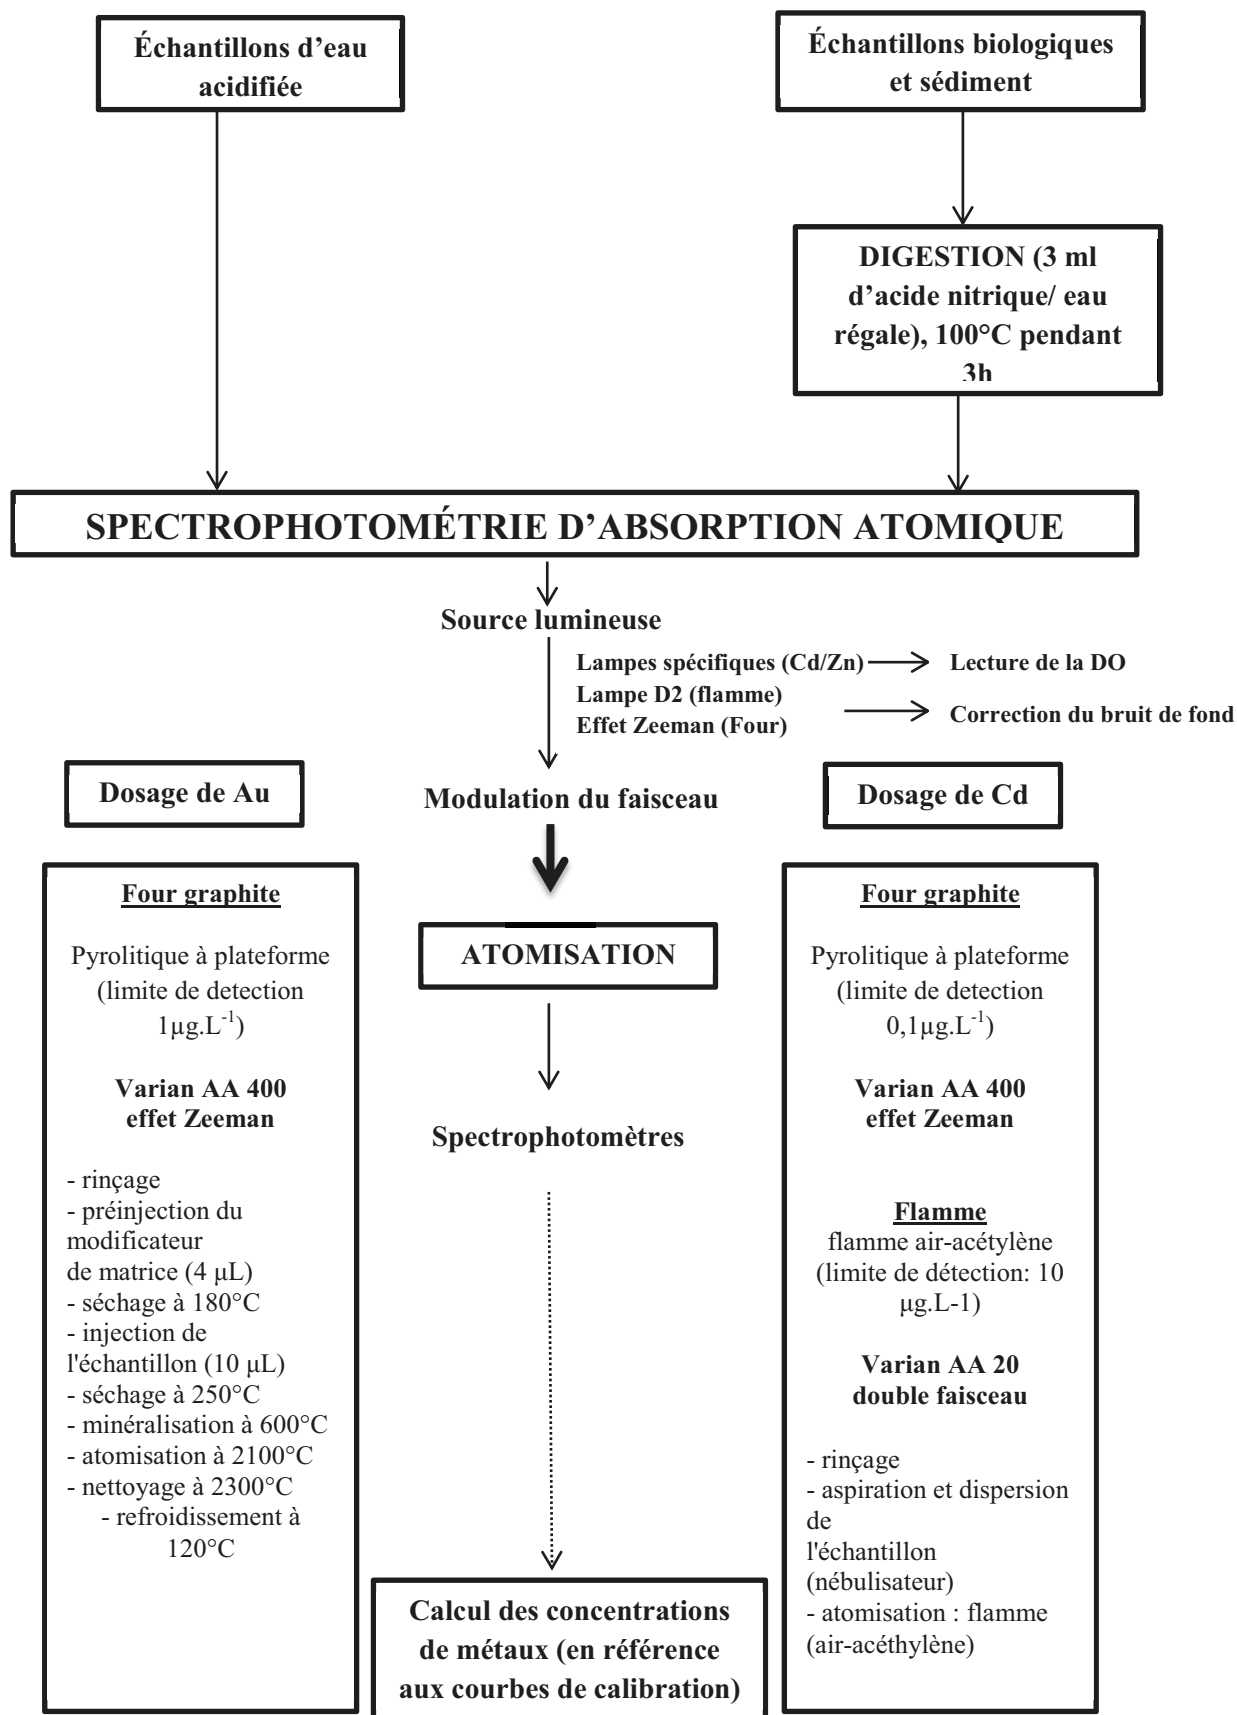 Échantillons d’eau
acidifiée
Échantillons biologiques
et sédiment
DIGESTION (3 ml
d’acide nitrique/ eau
régale), 100°C pendant
3h
SPECTROPHOTOMÉTRIE D’ABSORPTION ATOMIQUE
Source lumineuse
Lampes spécifiques (Cd/Zn)
Lecture de la DO
Lampe D2 (flamme)
Effet Zeeman (Four)
Correction du bruit de fond
Modulation du faisceau
Dosage de Au
Four graphite
Pyrolitique à plateforme
(limite de detection
1µg.L⁻¹)
Varian AA 400
effet Zeeman
- rinçage
- préinjection du
modificateur
de matrice (4 µL)
- séchage à 180°C
- injection de
l'échantillon (10 µL)
- séchage à 250°C
- minéralisation à 600°C
- atomisation à 2100°C
- nettoyage à 2300°C
- refroidissement à
120°C
ATOMISATION
Spectrophotomètres
Calcul des concentrations
de métaux (en référence
aux courbes de calibration)
Dosage de Cd
Four graphite
Pyrolitique à plateforme
(limite de detection
0,1µg.L⁻¹)
Varian AA 400
effet Zeeman
Flamme
flamme air-acétylène
(limite de détection: 10
µg.L-1)
Varian AA 20
double faisceau
- rinçage
- aspiration et dispersion
de
l'échantillon
(nébulisateur)
- atomisation : flamme
(air-acéthylène)